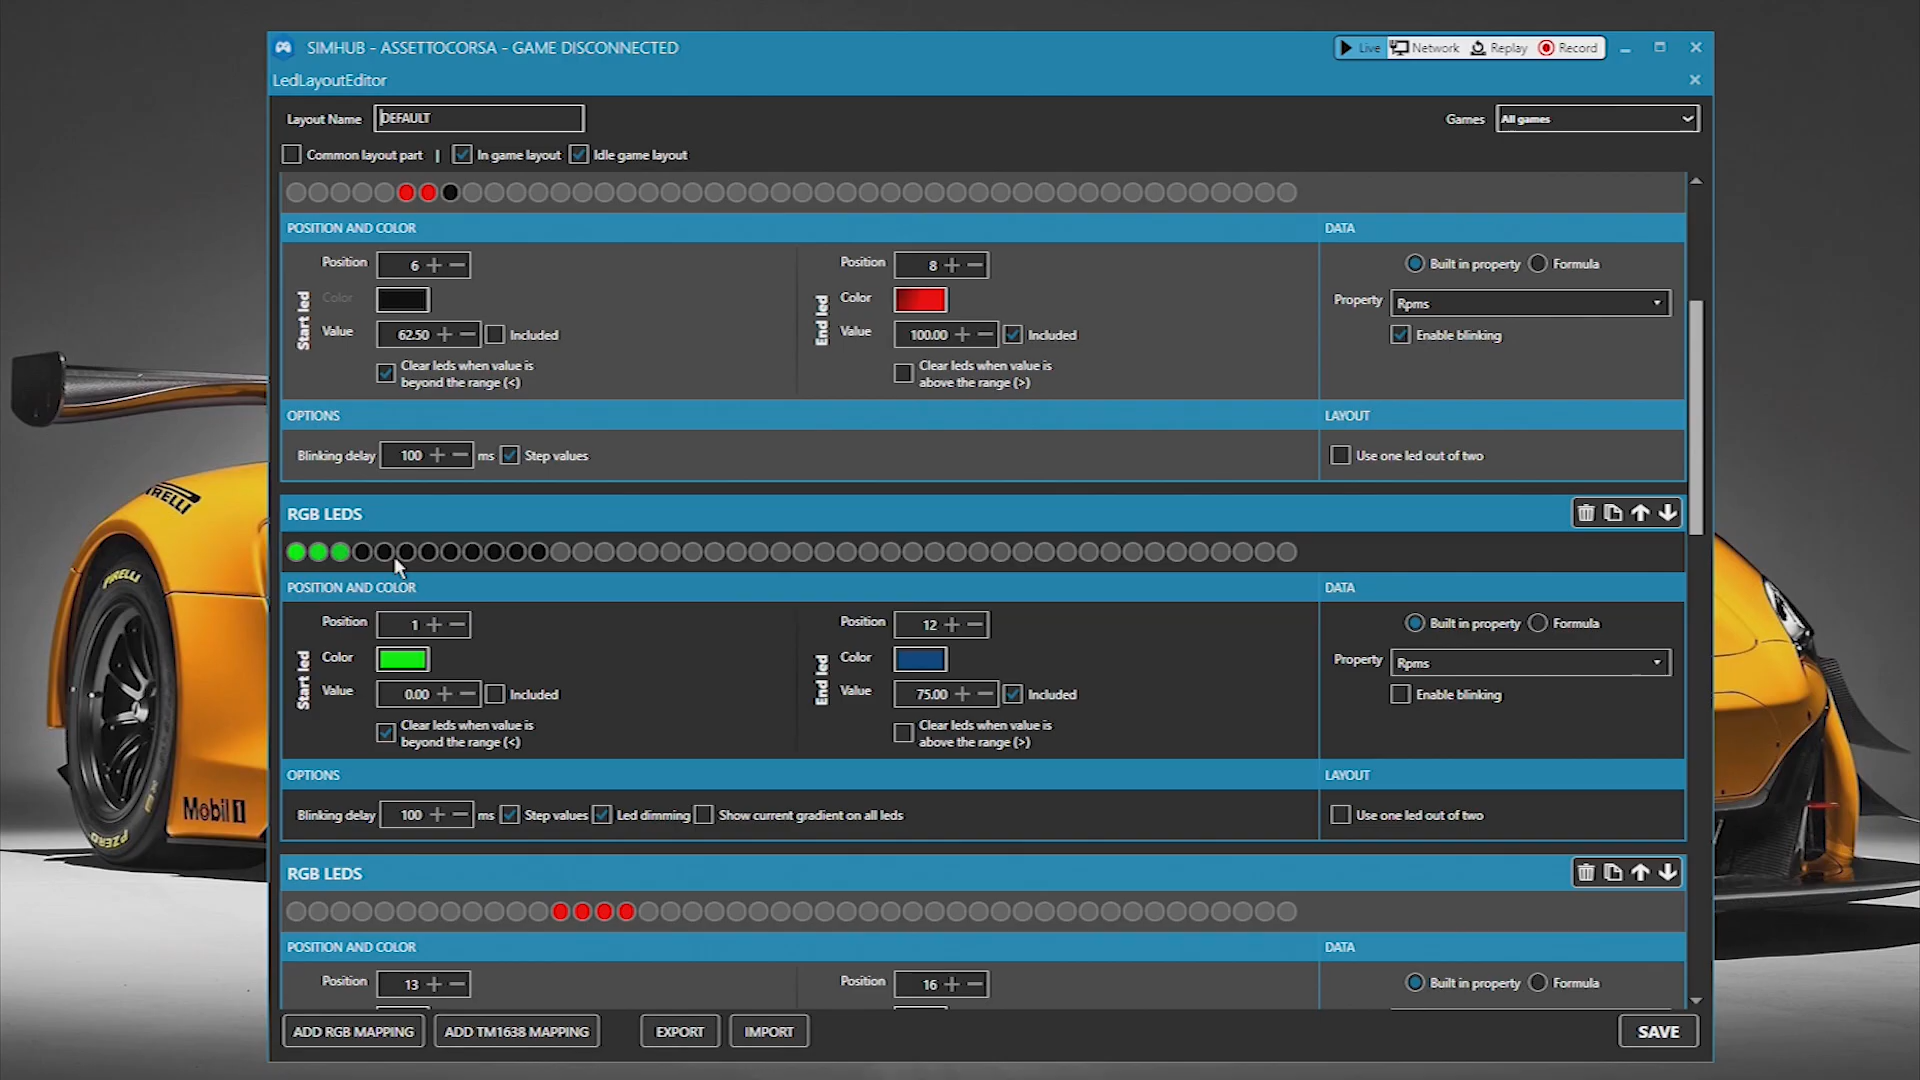 SIMHUB - ASSETTOCORSA - GAME DISCONNECTED
Live Network Replay Record
LedLayoutEditor
Layout Name DEFAULT
Games All games
Common layout part | In game layout Idle game layout
POSITION AND COLOR
DATA
Position 6
Position 8
Built in property Formula
Start led
Color
End led
Color
Property Rpms
Value 62.50 Included
Value 100.00 Included
Enable blinking
Clear leds when value is
beyond the range (<)
Clear leds when value is
above the range (>)
OPTIONS
LAYOUT
Blinking delay 100 ms Step values
Use one led out of two
RGB LEDS
POSITION AND COLOR
DATA
Position 1
Position 12
Built in property Formula
Start led
Color
End led
Color
Property Rpms
Value 0.00 Included
Value 75.00 Included
Enable blinking
Clear leds when value is
beyond the range (<)
Clear leds when value is
above the range (>)
OPTIONS
LAYOUT
Blinking delay 100 ms Step values Led dimming Show current gradient on all leds
Use one led out of two
RGB LEDS
POSITION AND COLOR
DATA
Position 13
Position 16
Built in property Formula
ADD RGB MAPPING ADD TM1638 MAPPING EXPORT IMPORT SAVE
PIRELLI
PIRELLI
PZERO
Mobil 1